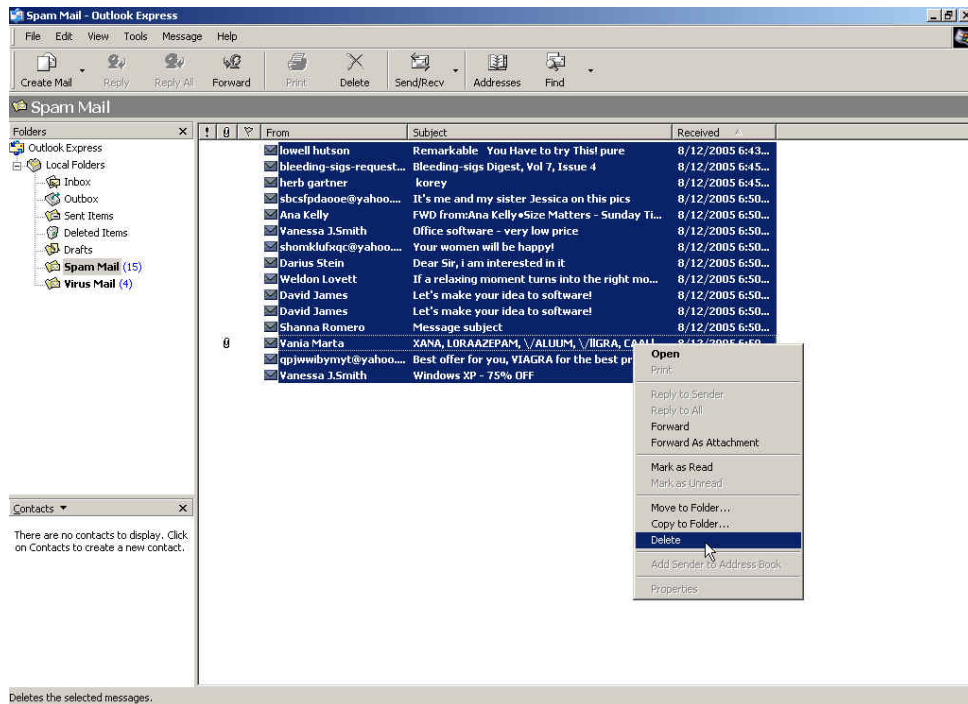 Spam Mail - Outlook Express
File Edit View Tools Message Help
Create Mail Reply Reply All Forward Print Delete Send/Recv Addresses Find
Spam Mail
Folders
! From Subject Received
Outlook Express
Local Folders
Inbox
Outbox
Sent Items
Deleted Items
Drafts
Spam Mail (15)
Virus Mail (4)
lowell hutson Remarkable You Have to try This! pure 8/12/2005 6:43...
bleeding-sigs-request... Bleeding-sigs Digest, Vol 7, Issue 4 8/12/2005 6:45...
herb gartner korey 8/12/2005 6:45...
sbcsfpdaooe@yahoo.... It's me and my sister Jessica on this pics 8/12/2005 6:50...
Ana Kelly FWD from:Ana Kelly•Size Matters - Sunday Ti... 8/12/2005 6:50...
Vanessa J.Smith Office software - very low price 8/12/2005 6:50...
shomklufxqc@yahoo.... Your women will be happy! 8/12/2005 6:50...
Darius Stein Dear Sir, i am interested in it 8/12/2005 6:50...
Weldon Lovett If a relaxing moment turns into the right mo... 8/12/2005 6:50...
David James Let's make your idea to software! 8/12/2005 6:50...
David James Let's make your idea to software! 8/12/2005 6:50...
Shanna Romero Message subject 8/12/2005 6:50...
Vania Marta XANA, LORAAZEPAM, \/ALUUM,
qpjwwibymyt@yahoo.... Best offer for you, VIAGRA for the best
Vanessa J.Smith Windows XP - 75% OFF
Open
Print
Reply to Sender
Reply to All
Forward
Forward As Attachment
Mark as Read
Mark as Unread
Move to Folder...
Copy to Folder...
Delete
Add Sender to Address Book
Properties
Contacts
There are no contacts to display. Click
on Contacts to create a new contact.
Deletes the selected messages.